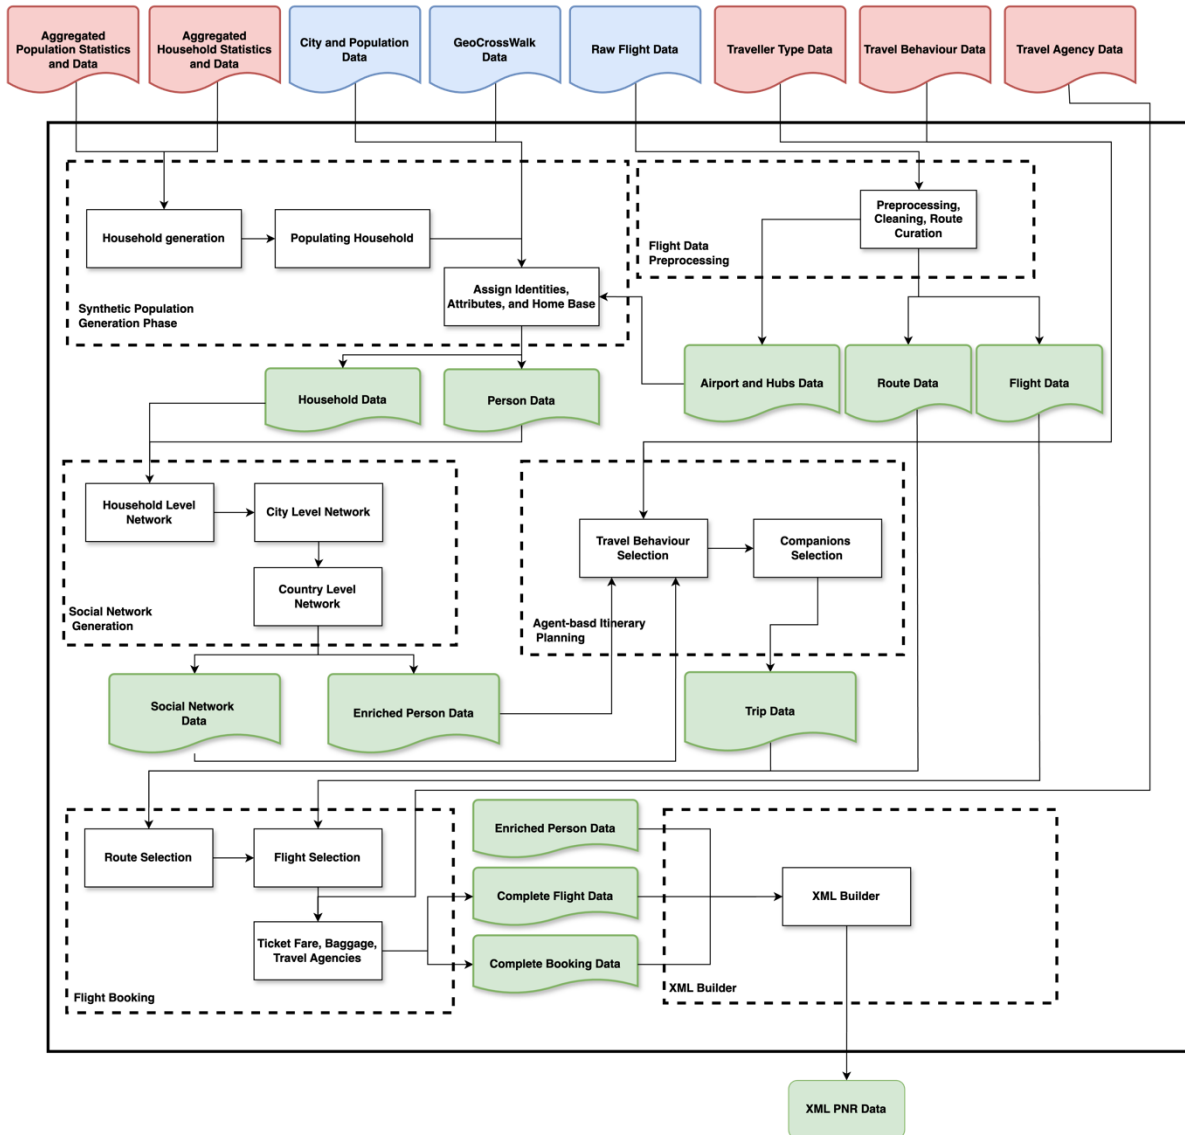 Aggregated
Population Statistics
and Data
Aggregated
Household Statistics
and Data
City and Population
Data
GeoCrossWalk
Data
Raw Flight Data
Traveller Type Data
Travel Behaviour Data
Travel Agency Data
Household generation
Populating Household
Assign Identities,
Attributes, and Home Base
Synthetic Population
Generation Phase
Preprocessing,
Cleaning, Route
Curation
Flight Data
Preprocessing
Household Data
Person Data
Airport and Hubs Data
Route Data
Flight Data
Household Level
Network
City Level Network
Country Level
Network
Social Network
Generation
Travel Behaviour
Selection
Companions
Selection
Agent-basd Itinerary
Planning
Social Network
Data
Enriched Person Data
Trip Data
Route Selection
Flight Selection
Ticket Fare, Baggage,
Travel Agencies
Flight Booking
Enriched Person Data
Complete Flight Data
Complete Booking Data
XML Builder
XML Builder
XML PNR Data